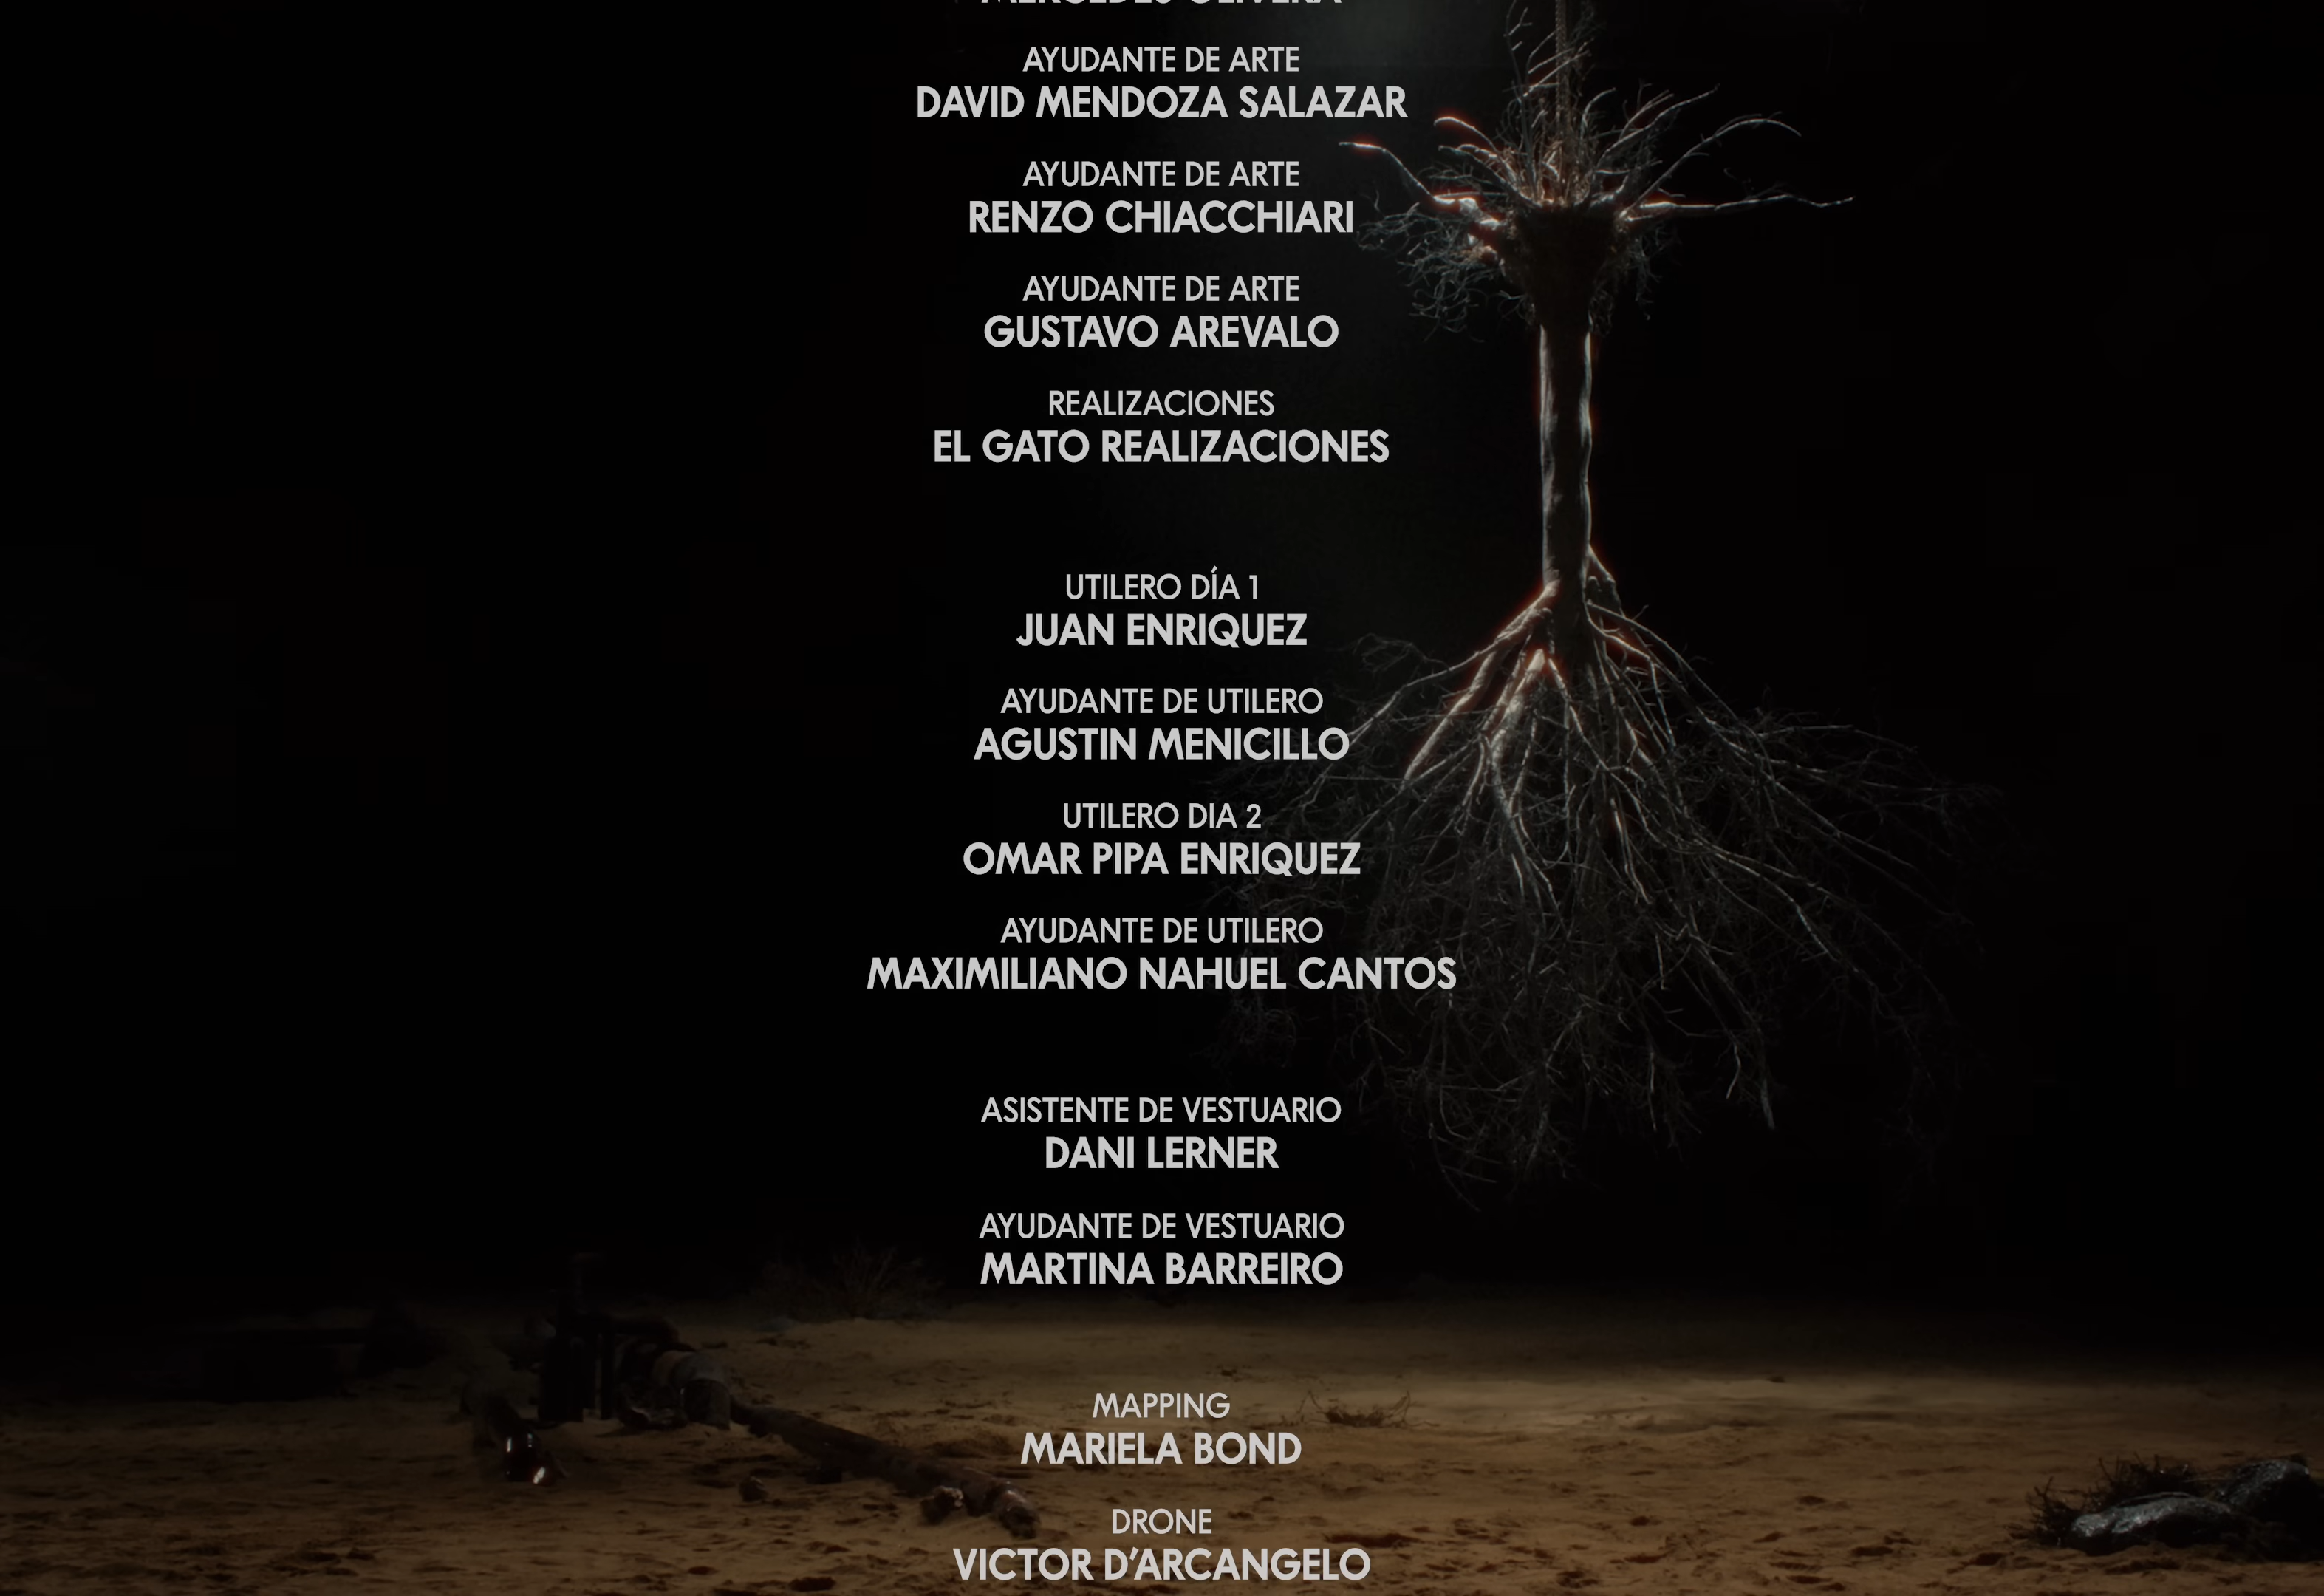 AYUDANTE DE ARTE
DAVID MENDOZA SALAZAR
AYUDANTE DE ARTE
RENZO CHIACCHIARI
AYUDANTE DE ARTE
GUSTAVO AREVALO
REALIZACIONES
EL GATO REALIZACIONES
UTILERO DÍA 1
JUAN ENRIQUEZ
AYUDANTE DE UTILERO
AGUSTIN MENICILLO
UTILERO DIA 2
OMAR PIPA ENRIQUEZ
AYUDANTE DE UTILERO
MAXIMILIANO NAHUEL CANTOS
ASISTENTE DE VESTUARIO
DANI LERNER
AYUDANTE DE VESTUARIO
MARTINA BARREIRO
MAPPING
MARIELA BOND
DRONE
VICTOR D'ARCANGELO